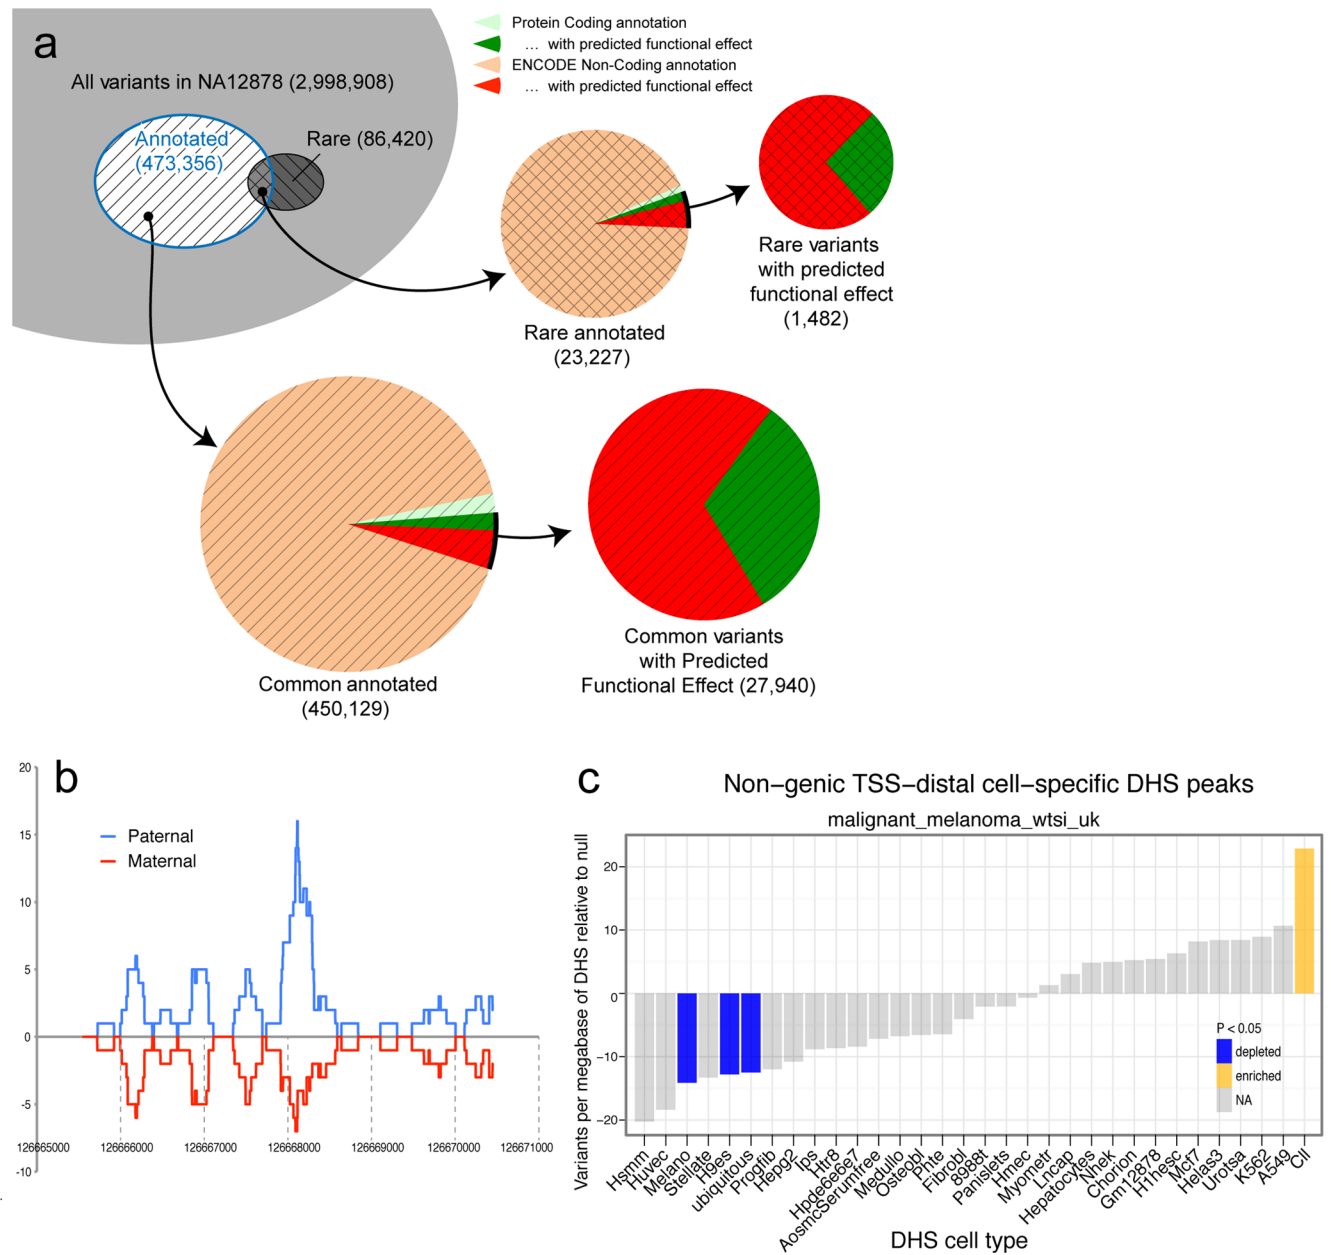 a
All variants in NA12878 (2,998,908)
Annotated
(473,356)
Rare (86,420)
Protein Coding annotation
... with predicted functional effect
ENCODE Non-Coding annotation
... with predicted functional effect
Rare annotated
(23,227)
Rare variants
with predicted
functional effect
(1,482)
Common annotated
(450,129)
Common variants
with Predicted
Functional Effect (27,940)
b
20
15
10
5
0
-5
-10
Paternal
Maternal
126665000
126666000
126667000
126668000
126669000
126670000
126671000
c
Non−genic TSS−distal cell−specific DHS peaks
malignant_melanoma_wtsi_uk
Variants per megabase of DHS relative to null
20
10
0
−10
−20
P < 0.05
depleted
enriched
NA
Hsmm
Huvec
Melano
Stellate
H9es
ubiquitous
Progfib
Hepg2
Ips
Htr8
Hpde6e6e7
AosmcSerumfree
Medullo
Osteobl
Phte
Fibrobl
8988t
Panislets
Hmec
Myometr
Lncap
Hepatocytes
Nhek
Chorion
Gm12878
H1hesc
Mcf7
Helas3
Urotsa
K562
A549
Cll
DHS cell type